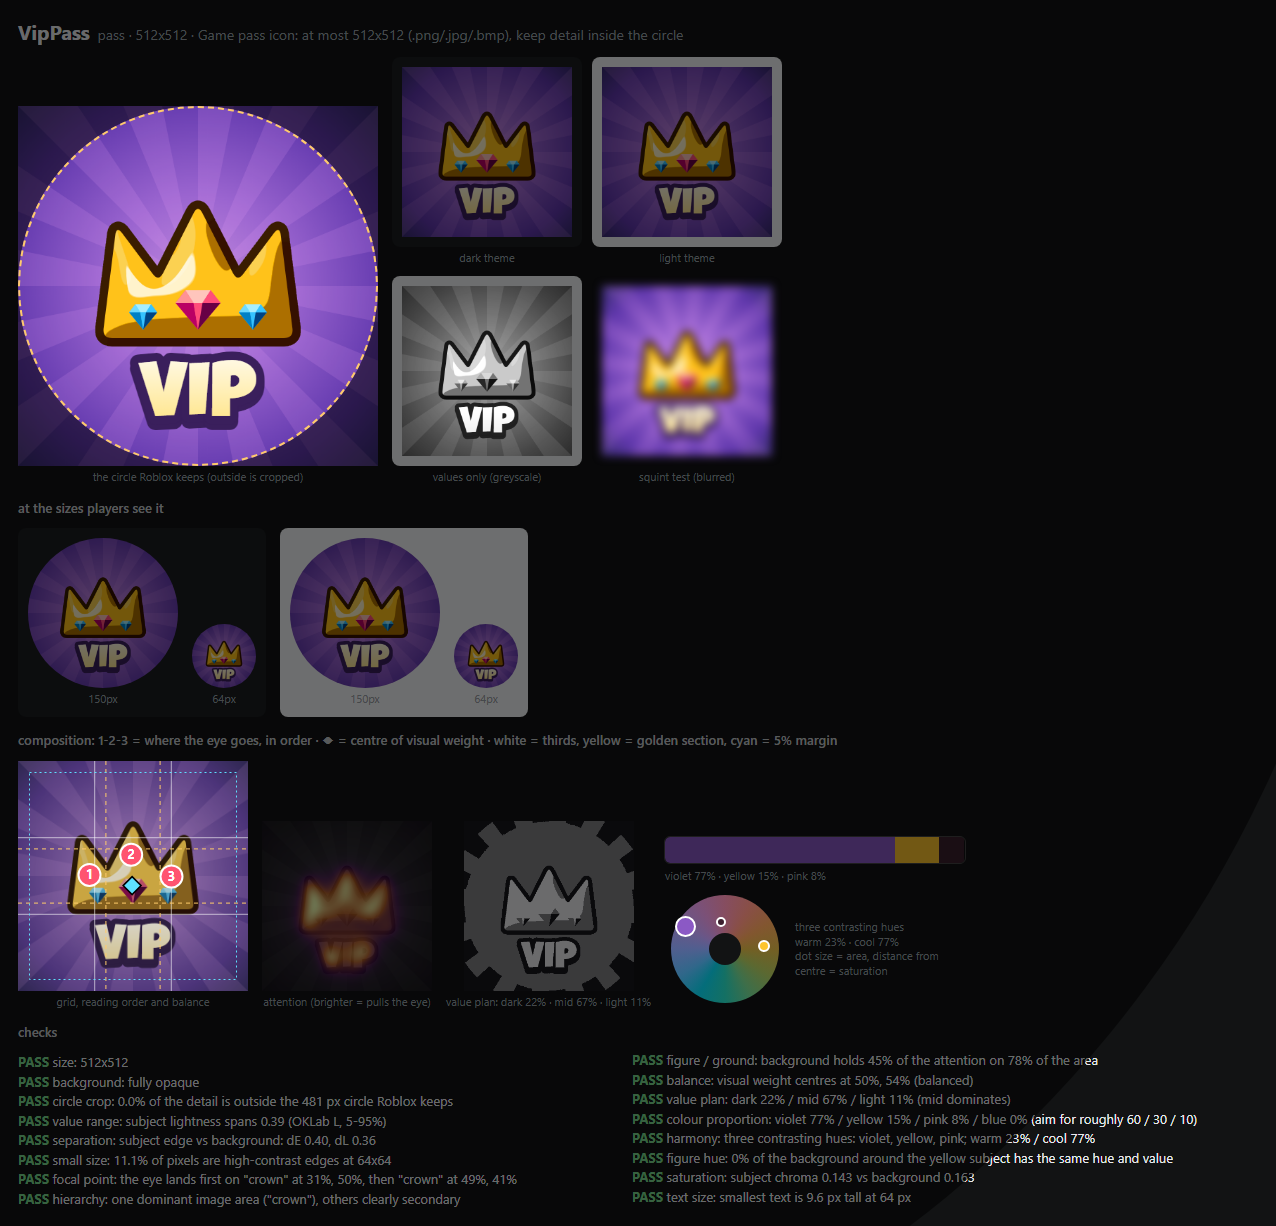 VipPass pass · 512x512 · Game pass icon: at most 512x512 (.png/.jpg/.bmp), keep detail inside the circle
VIP
the circle Roblox keeps (outside is cropped)
VIP
dark theme
VIP
light theme
VIP
values only (greyscale)
VIP
squint test (blurred)
at the sizes players see it
VIP
150px
VIP
64px
VIP
150px
VIP
64px
composition: 1-2-3 = where the eye goes, in order · ◆ = centre of visual weight · white = thirds, yellow = golden section, cyan = 5% margin
1
2
3
VIP
grid, reading order and balance
VIP
attention (brighter = pulls the eye)
VIP
value plan: dark 22% · mid 67% · light 11%
violet 77% · yellow 15% · pink 8%
three contrasting hues
warm 23% · cool 77%
dot size = area, distance from
centre = saturation
checks
PASS size: 512x512
PASS background: fully opaque
PASS circle crop: 0.0% of the detail is outside the 481 px circle Roblox keeps
PASS value range: subject lightness spans 0.39 (OKLab L, 5-95%)
PASS separation: subject edge vs background: dE 0.40, dL 0.36
PASS small size: 11.1% of pixels are high-contrast edges at 64x64
PASS focal point: the eye lands first on "crown" at 31%, 50%, then "crown" at 49%, 41%
PASS hierarchy: one dominant image area ("crown"), others clearly secondary
PASS figure / ground: background holds 45% of the attention on 78% of the area
PASS balance: visual weight centres at 50%, 54% (balanced)
PASS value plan: dark 22% / mid 67% / light 11% (mid dominates)
PASS colour proportion: violet 77% / yellow 15% / pink 8% / blue 0% (aim for roughly 60 / 30 / 10)
PASS harmony: three contrasting hues: violet, yellow, pink; warm 23% / cool 77%
PASS figure hue: 0% of the background around the yellow subject has the same hue and value
PASS saturation: subject chroma 0.143 vs background 0.163
PASS text size: smallest text is 9.6 px tall at 64 px